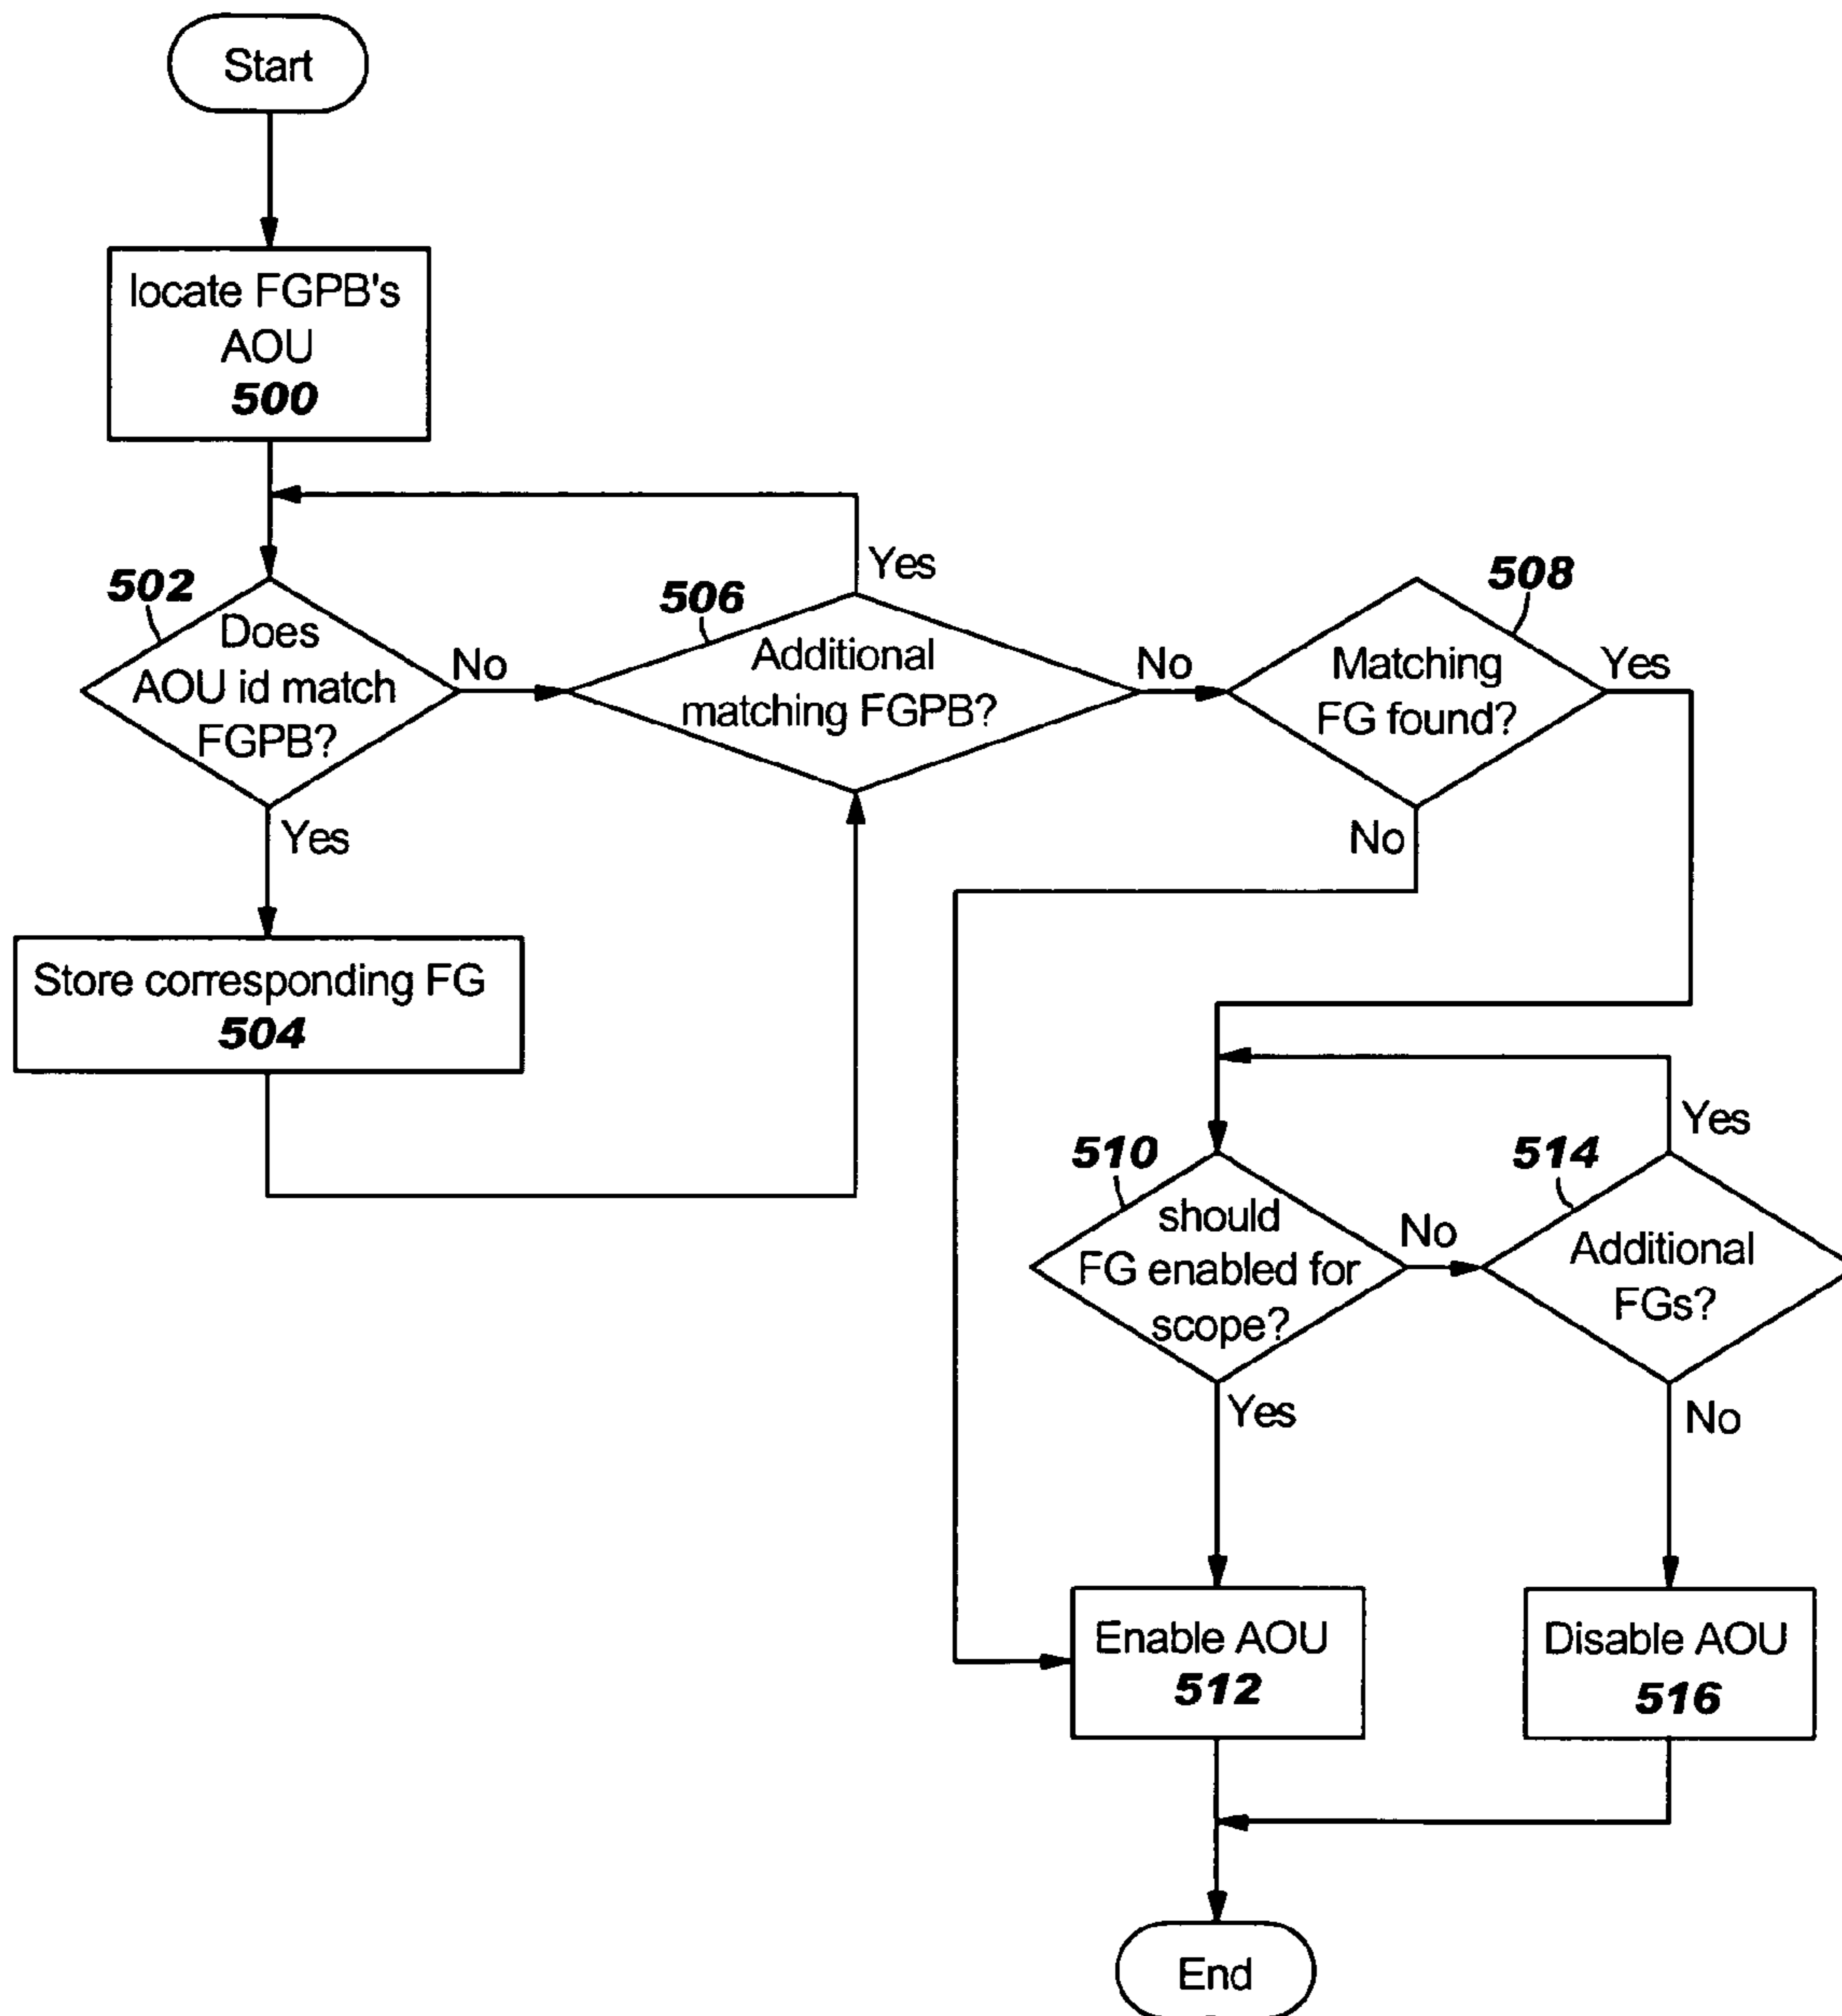 Start
locate FGPB's
AOU
500
502
Does
AOU id match
FGPB?
No
Yes
Store corresponding FG
504
506
Additional
matching FGPB?
Yes
No
508
Matching
FG found?
Yes
No
510
should
FG enabled for
scope?
No
Yes
514
Additional
FGs?
Yes
No
Enable AOU
512
Disable AOU
516
End